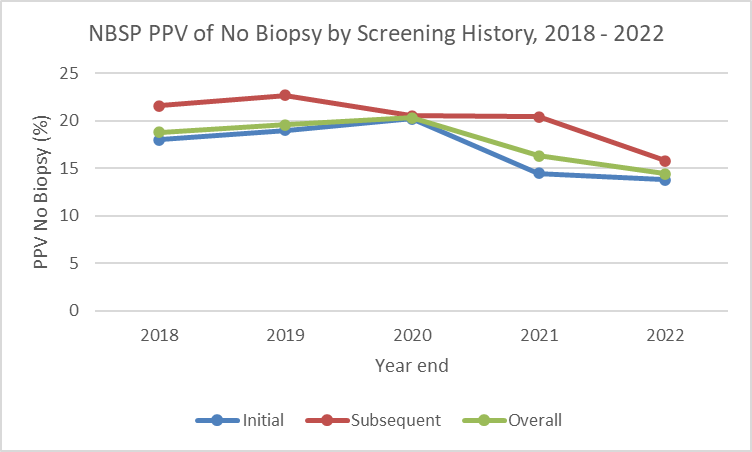 NBSP PPV of No Biopsy by Screening History, 2018 - 2022
PPV No Biopsy (%)
25
20
15
10
5
0
2018 2019 2020 2021 2022
Year end
Initial Subsequent Overall